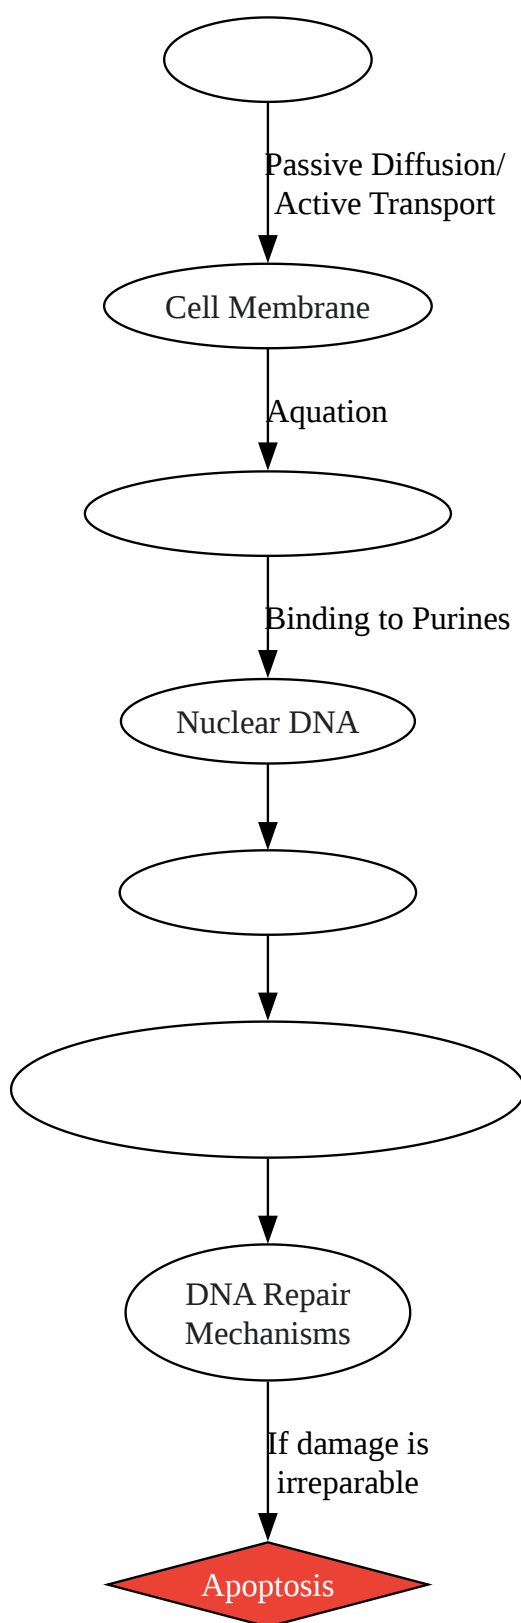 Passive Diffusion/
Active Transport
Cell Membrane
Aquation
Binding to Purines
Nuclear DNA
DNA Repair
Mechanisms
If damage is
irreparable
Apoptosis